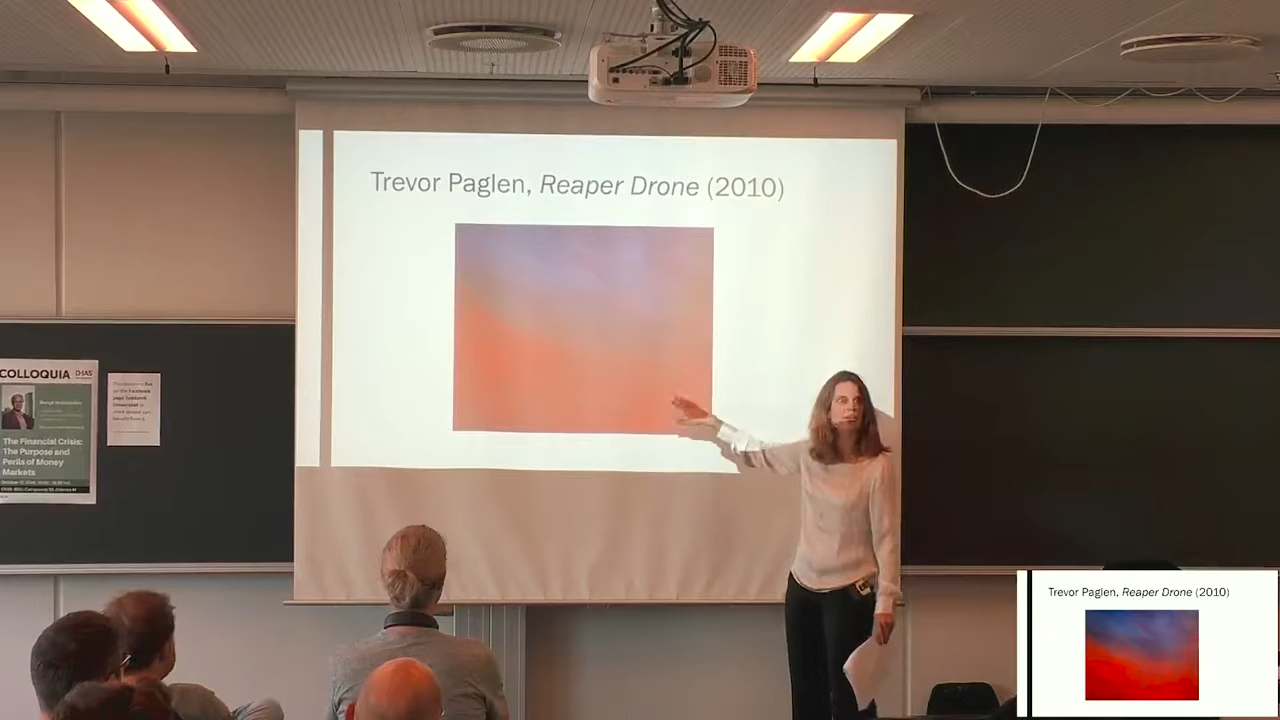 Trevor Paglen, Reaper Drone (2010)
COLLOQUIA
DIAS
The Financial Crisis:
The Purpose and
Perils of Money
Markets
Trevor Paglen, Reaper Drone (2010)